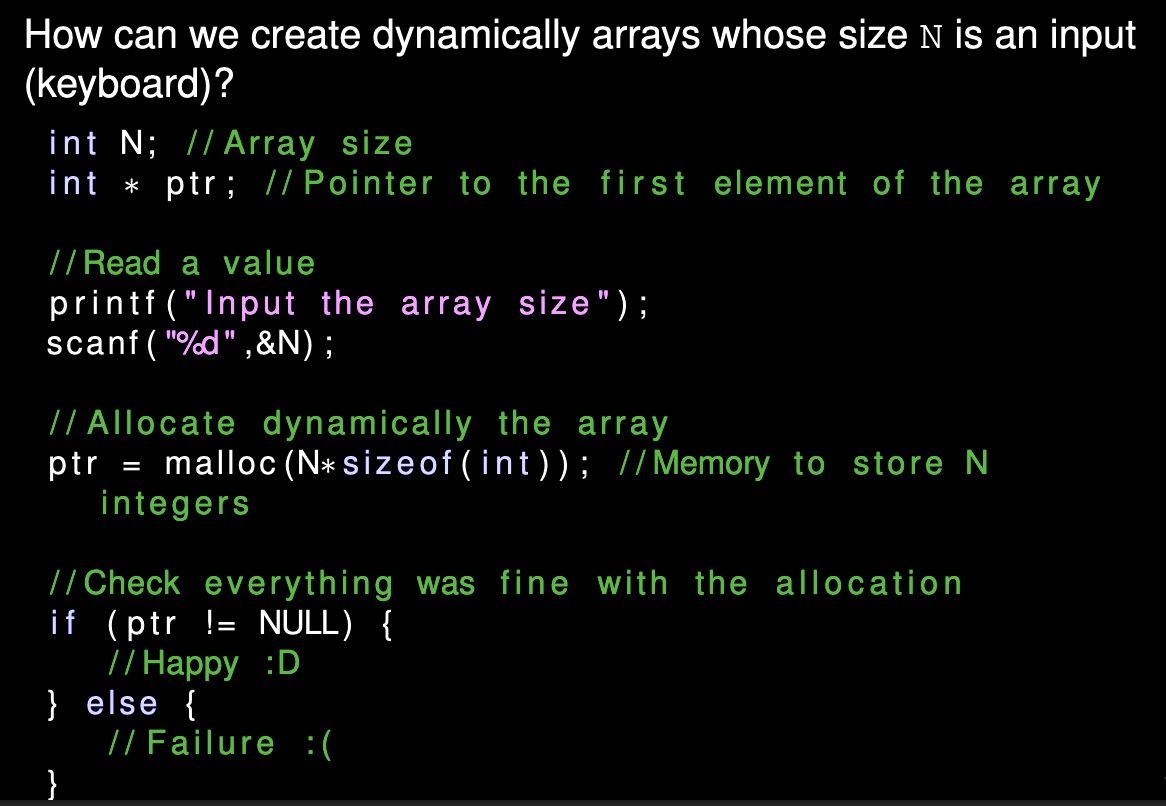 How can we create dynamically arrays whose size N is an input
(keyboard)?
int N; //Array size
int * ptr; //Pointer to the first element of the array
//Read a value
printf("Input the array size");
scanf("%d",&N);
//Allocate dynamically the array
ptr = malloc(N*sizeof(int)); //Memory to store N
integers
//Check everything was fine with the allocation
if (ptr != NULL) {
//Happy :D
} else {
//Failure :(
}